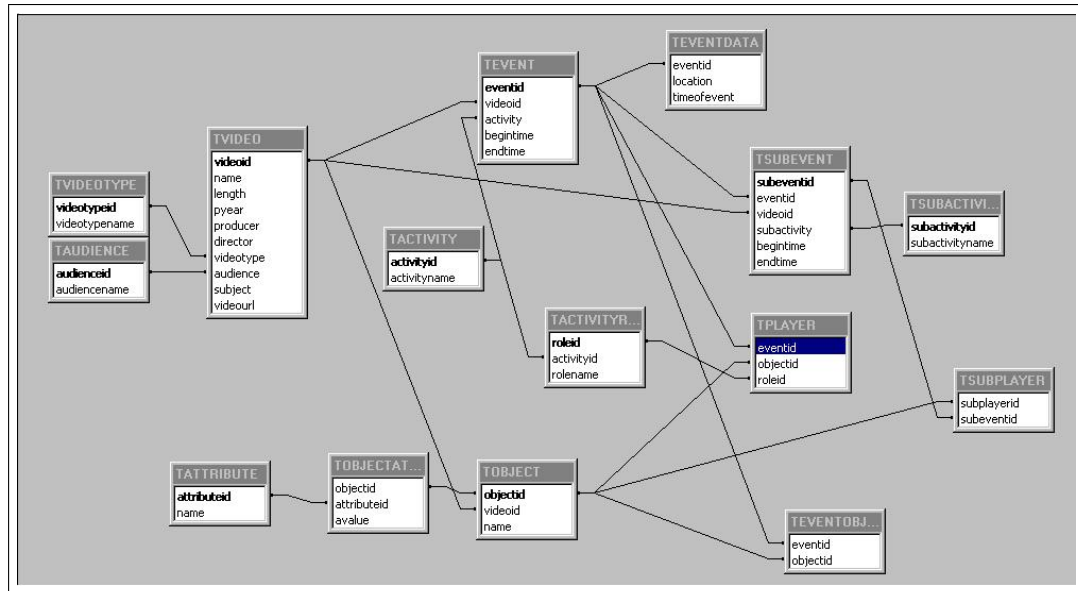 TEVENTDATA
eventid
location
timeofevent
TEVENT
eventid
videoid
activity
begintime
endtime
TVIDEO
videoid
name
length
pyear
producer
director
videotype
audience
subject
videourl
TSUBEVENT
subeventid
eventid
videoid
subactivity
begintime
endtime
TVIDEOTYPE
videotypeid
videotypename
TSUBACTIVI...
subactivityid
subactivityname
TACTIVITY
activityid
activityname
TAUDIENCE
audienceid
audiencename
TACTIVITYR...
roleid
activityid
rolename
TPLAYER
eventid
objectid
roleid
TSUBPLAYER
subplayerid
subeventid
TATTRIBUTE
attributeid
name
TOBJECTAT...
objectid
attributeid
avalue
TOBJECT
objectid
videoid
name
TEVENTOBJ...
eventid
objectid